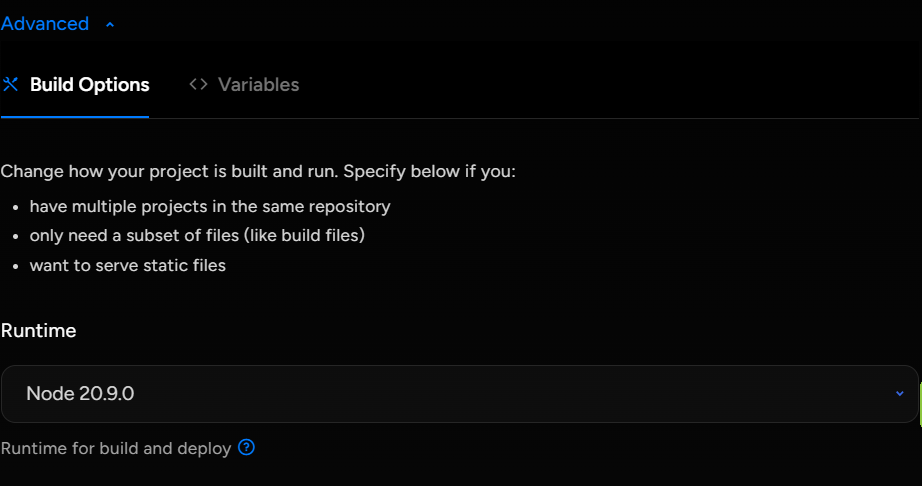 Advanced
Build Options
<> Variables
Change how your project is built and run. Specify below if you:
• have multiple projects in the same repository
• only need a subset of files (like build files)
• want to serve static files
Runtime
Node 20.9.0
Runtime for build and deploy ?